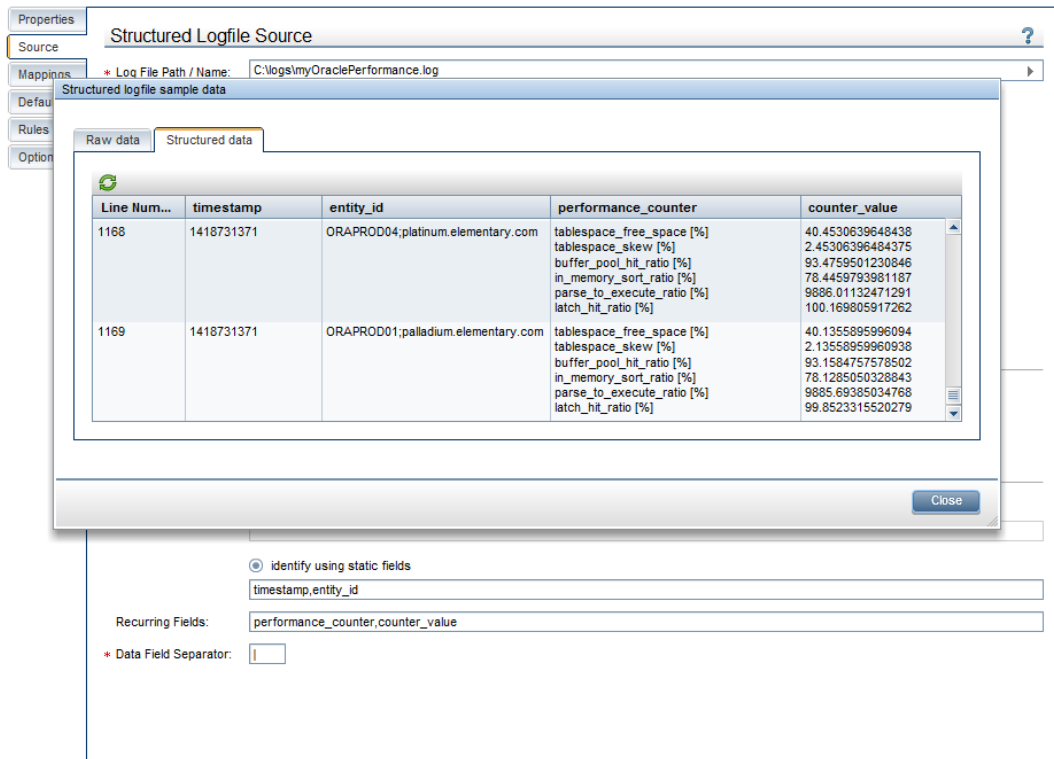 Properties
Source
Mappings
Defau
Rules
Option
Structured Logfile Source
?
* Log File Path / Name: C:\logs\myOraclePerformance.log
Structured logfile sample data
Raw data Structured data
Line Num... timestamp entity_id performance_counter counter_value
1168 1418731371 ORAPROD04;platinum.elementary.com tablespace_free_space [%] 40.4530639648438
tablespace_skew [%] 2.45306396484375
buffer_pool_hit_ratio [%] 93.4759501230846
in_memory_sort_ratio [%] 78.4459793981187
parse_to_execute_ratio [%] 9886.01132471291
latch_hit_ratio [%] 100.169805917262
1169 1418731371 ORAPROD01;palladium.elementary.com tablespace_free_space [%] 40.1355895996094
tablespace_skew [%] 2.13558959960938
buffer_pool_hit_ratio [%] 93.1584757578502
in_memory_sort_ratio [%] 78.1285050328843
parse_to_execute_ratio [%] 9885.69385034768
latch_hit_ratio [%] 99.8523315520279
Close
identify using static fields
timestamp,entity_id
Recurring Fields: performance_counter,counter_value
* Data Field Separator: |